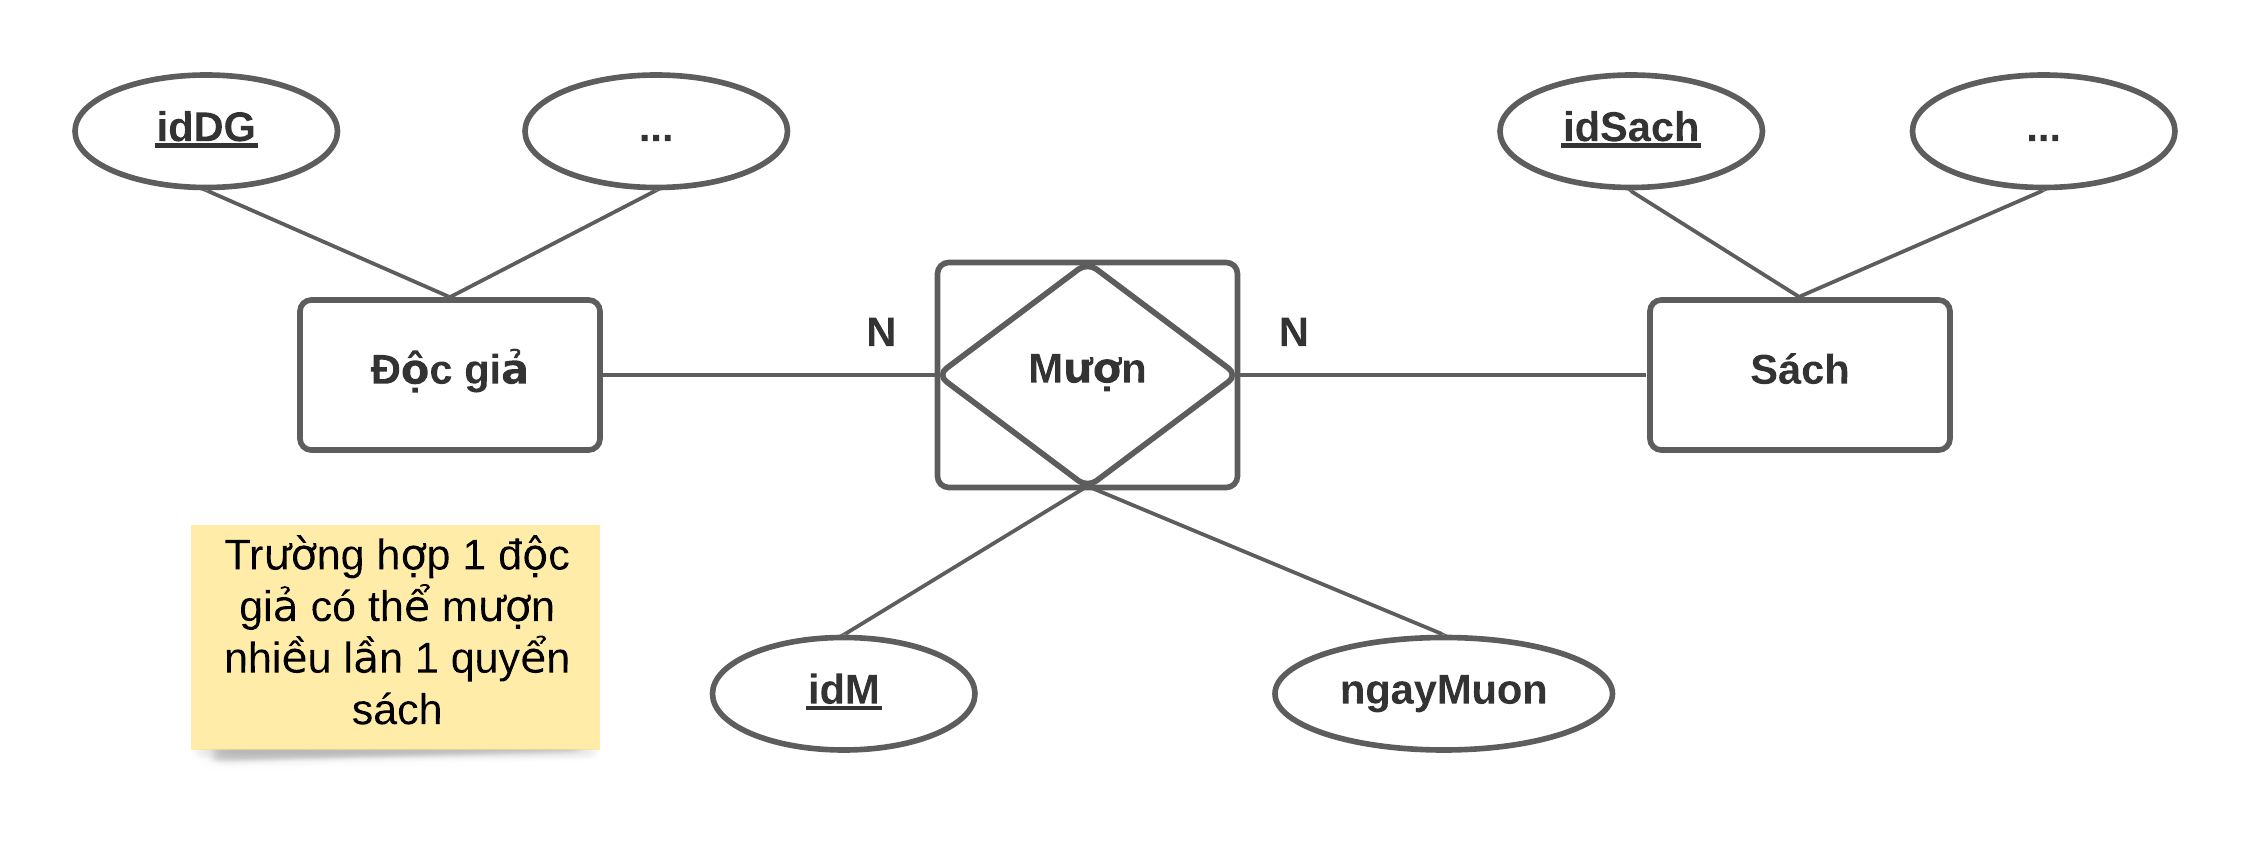 idDG
...
idSach
...
N
N
Độc giả
Mượn
Sách
Trường hợp 1 độc
giả có thể mượn
nhiều lần 1 quyển
sách
idM
ngayMuon